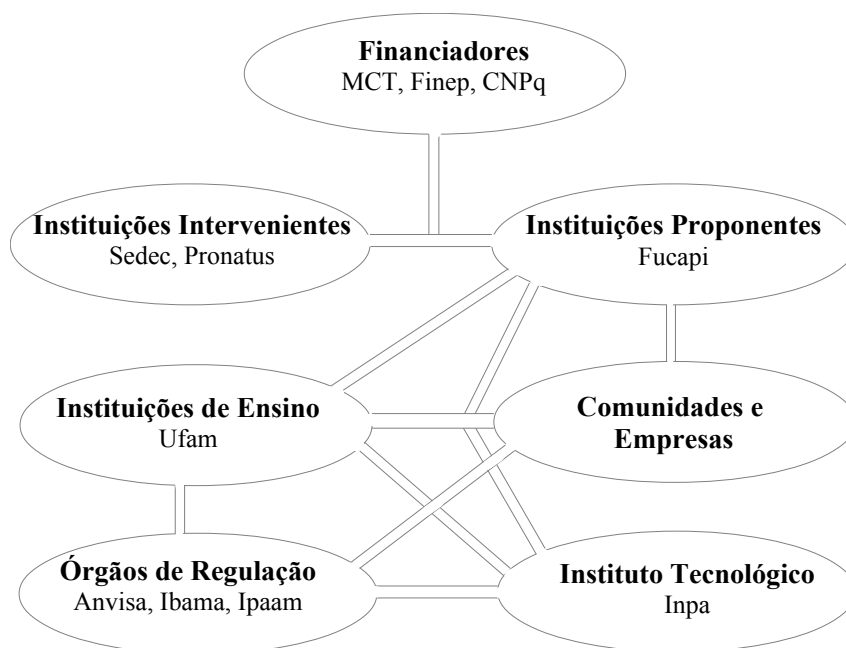 Financiadores
MCT, Finep, CNPq
Instituições Intervenientes
Sedec, Pronatus
Instituições Proponentes
Fucapi
Instituições de Ensino
Ufam
Comunidades e
Empresas
Órgãos de Regulação
Anvisa, Ibama, Ipaam
Instituto Tecnológico
Inpa